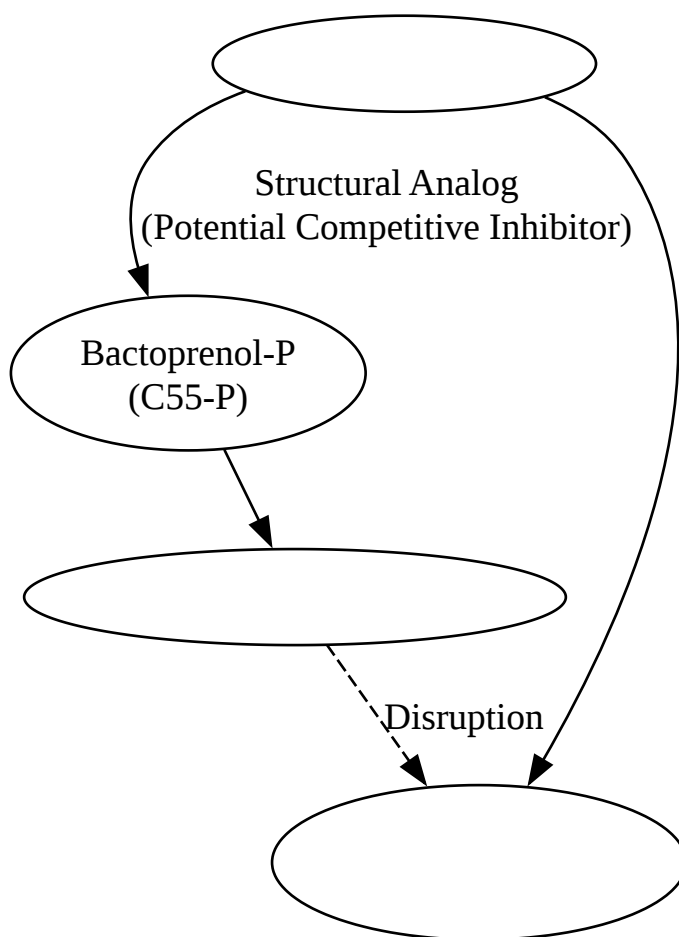 Structural Analog
(Potential Competitive Inhibitor)
Bactoprenol-P
(C55-P)
Disruption